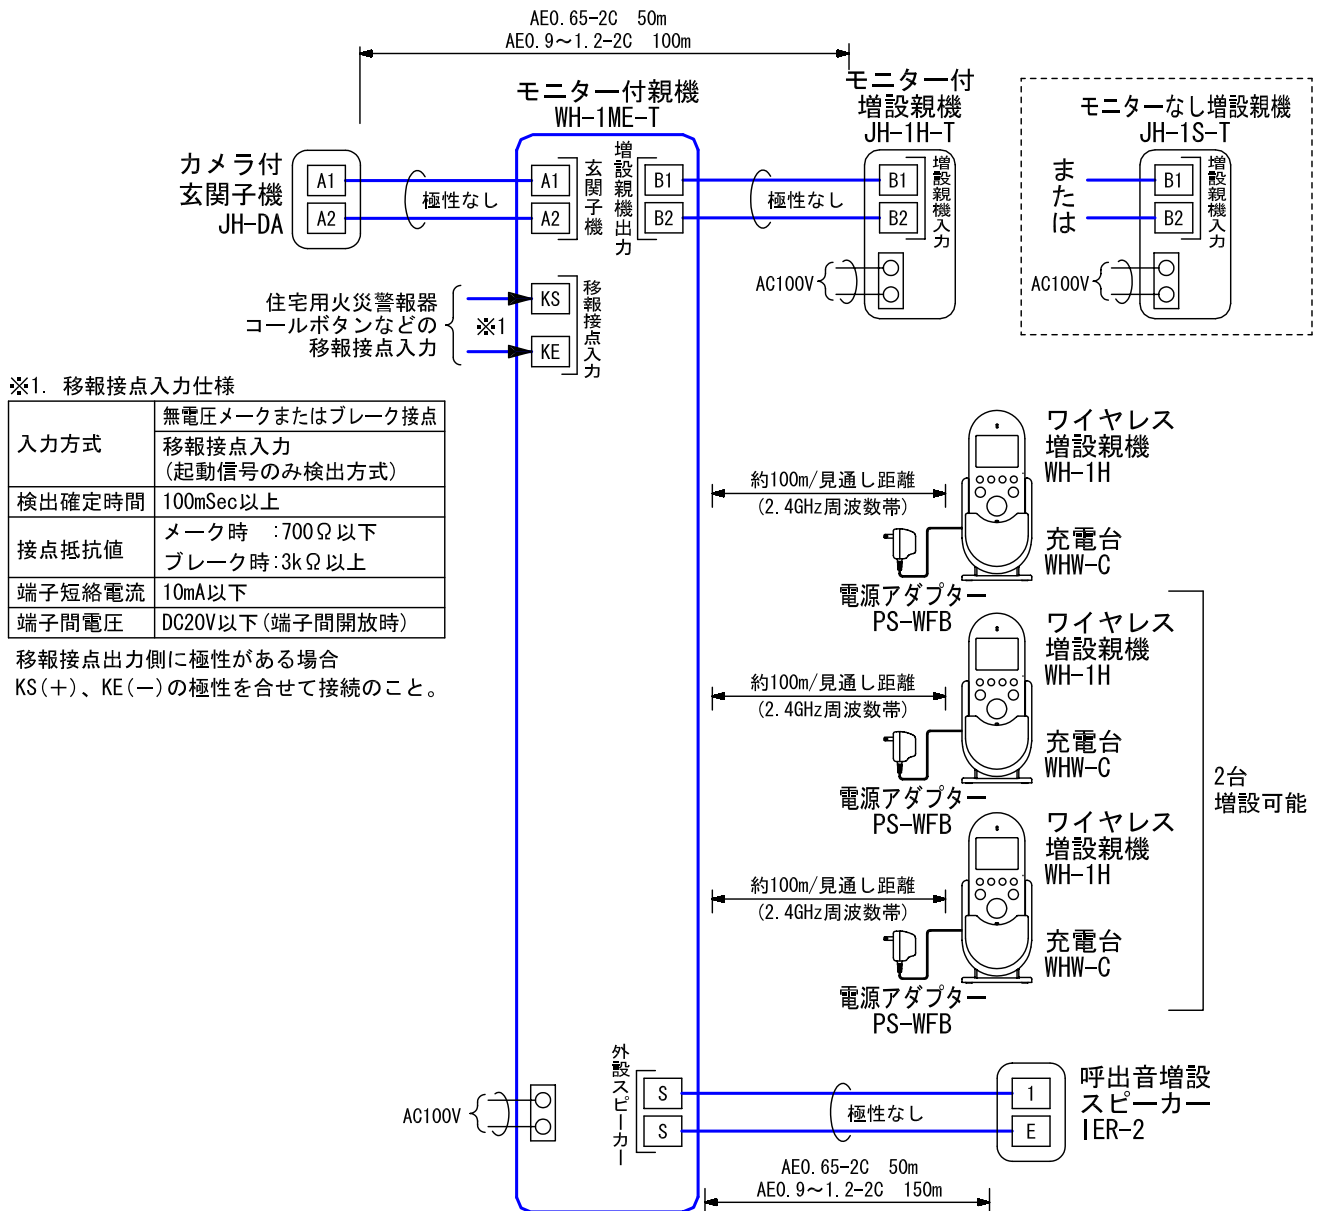 AE0.65-2C 50m
AE0.9～1.2-2C 100m
モニター付親機
WH-1ME-T
モニター付
増設親機
JH-1H-T
モニターなし増設親機
JH-1S-T
カメラ付
玄関子機
JH-DA
A1
A2
極性なし
A1
A2
玄関子機
増設親機出力
B1
B2
極性なし
B1
B2
増設親機入力
AC100V
または
B1
B2
増設親機入力
AC100V
住宅用火災警報器
コールボタンなどの
移報接点入力
※1
KS
KE
移報接点入力
※1. 移報接点入力仕様
入力方式
無電圧メークまたはブレーク接点
移報接点入力
(起動信号のみ検出方式)
検出確定時間 100mSec以上
接点抵抗値
メーク時 :700Ω以下
ブレーク時:3kΩ以上
端子短絡電流 10mA以下
端子間電圧 DC20V以下(端子間開放時)
移報接点出力側に極性がある場合
KS(＋)、KE(－)の極性を合せて接続のこと。
約100m/見通し距離
(2.4GHz周波数帯)
ワイヤレス
増設親機
WH-1H
充電台
WHW-C
電源アダプター
PS-WFB
約100m/見通し距離
(2.4GHz周波数帯)
ワイヤレス
増設親機
WH-1H
充電台
WHW-C
電源アダプター
PS-WFB
2台
増設可能
約100m/見通し距離
(2.4GHz周波数帯)
ワイヤレス
増設親機
WH-1H
充電台
WHW-C
電源アダプター
PS-WFB
AC100V
外設スピーカー
S
S
極性なし
1
E
呼出音増設
スピーカー
IER-2
AE0.65-2C 50m
AE0.9～1.2-2C 150m